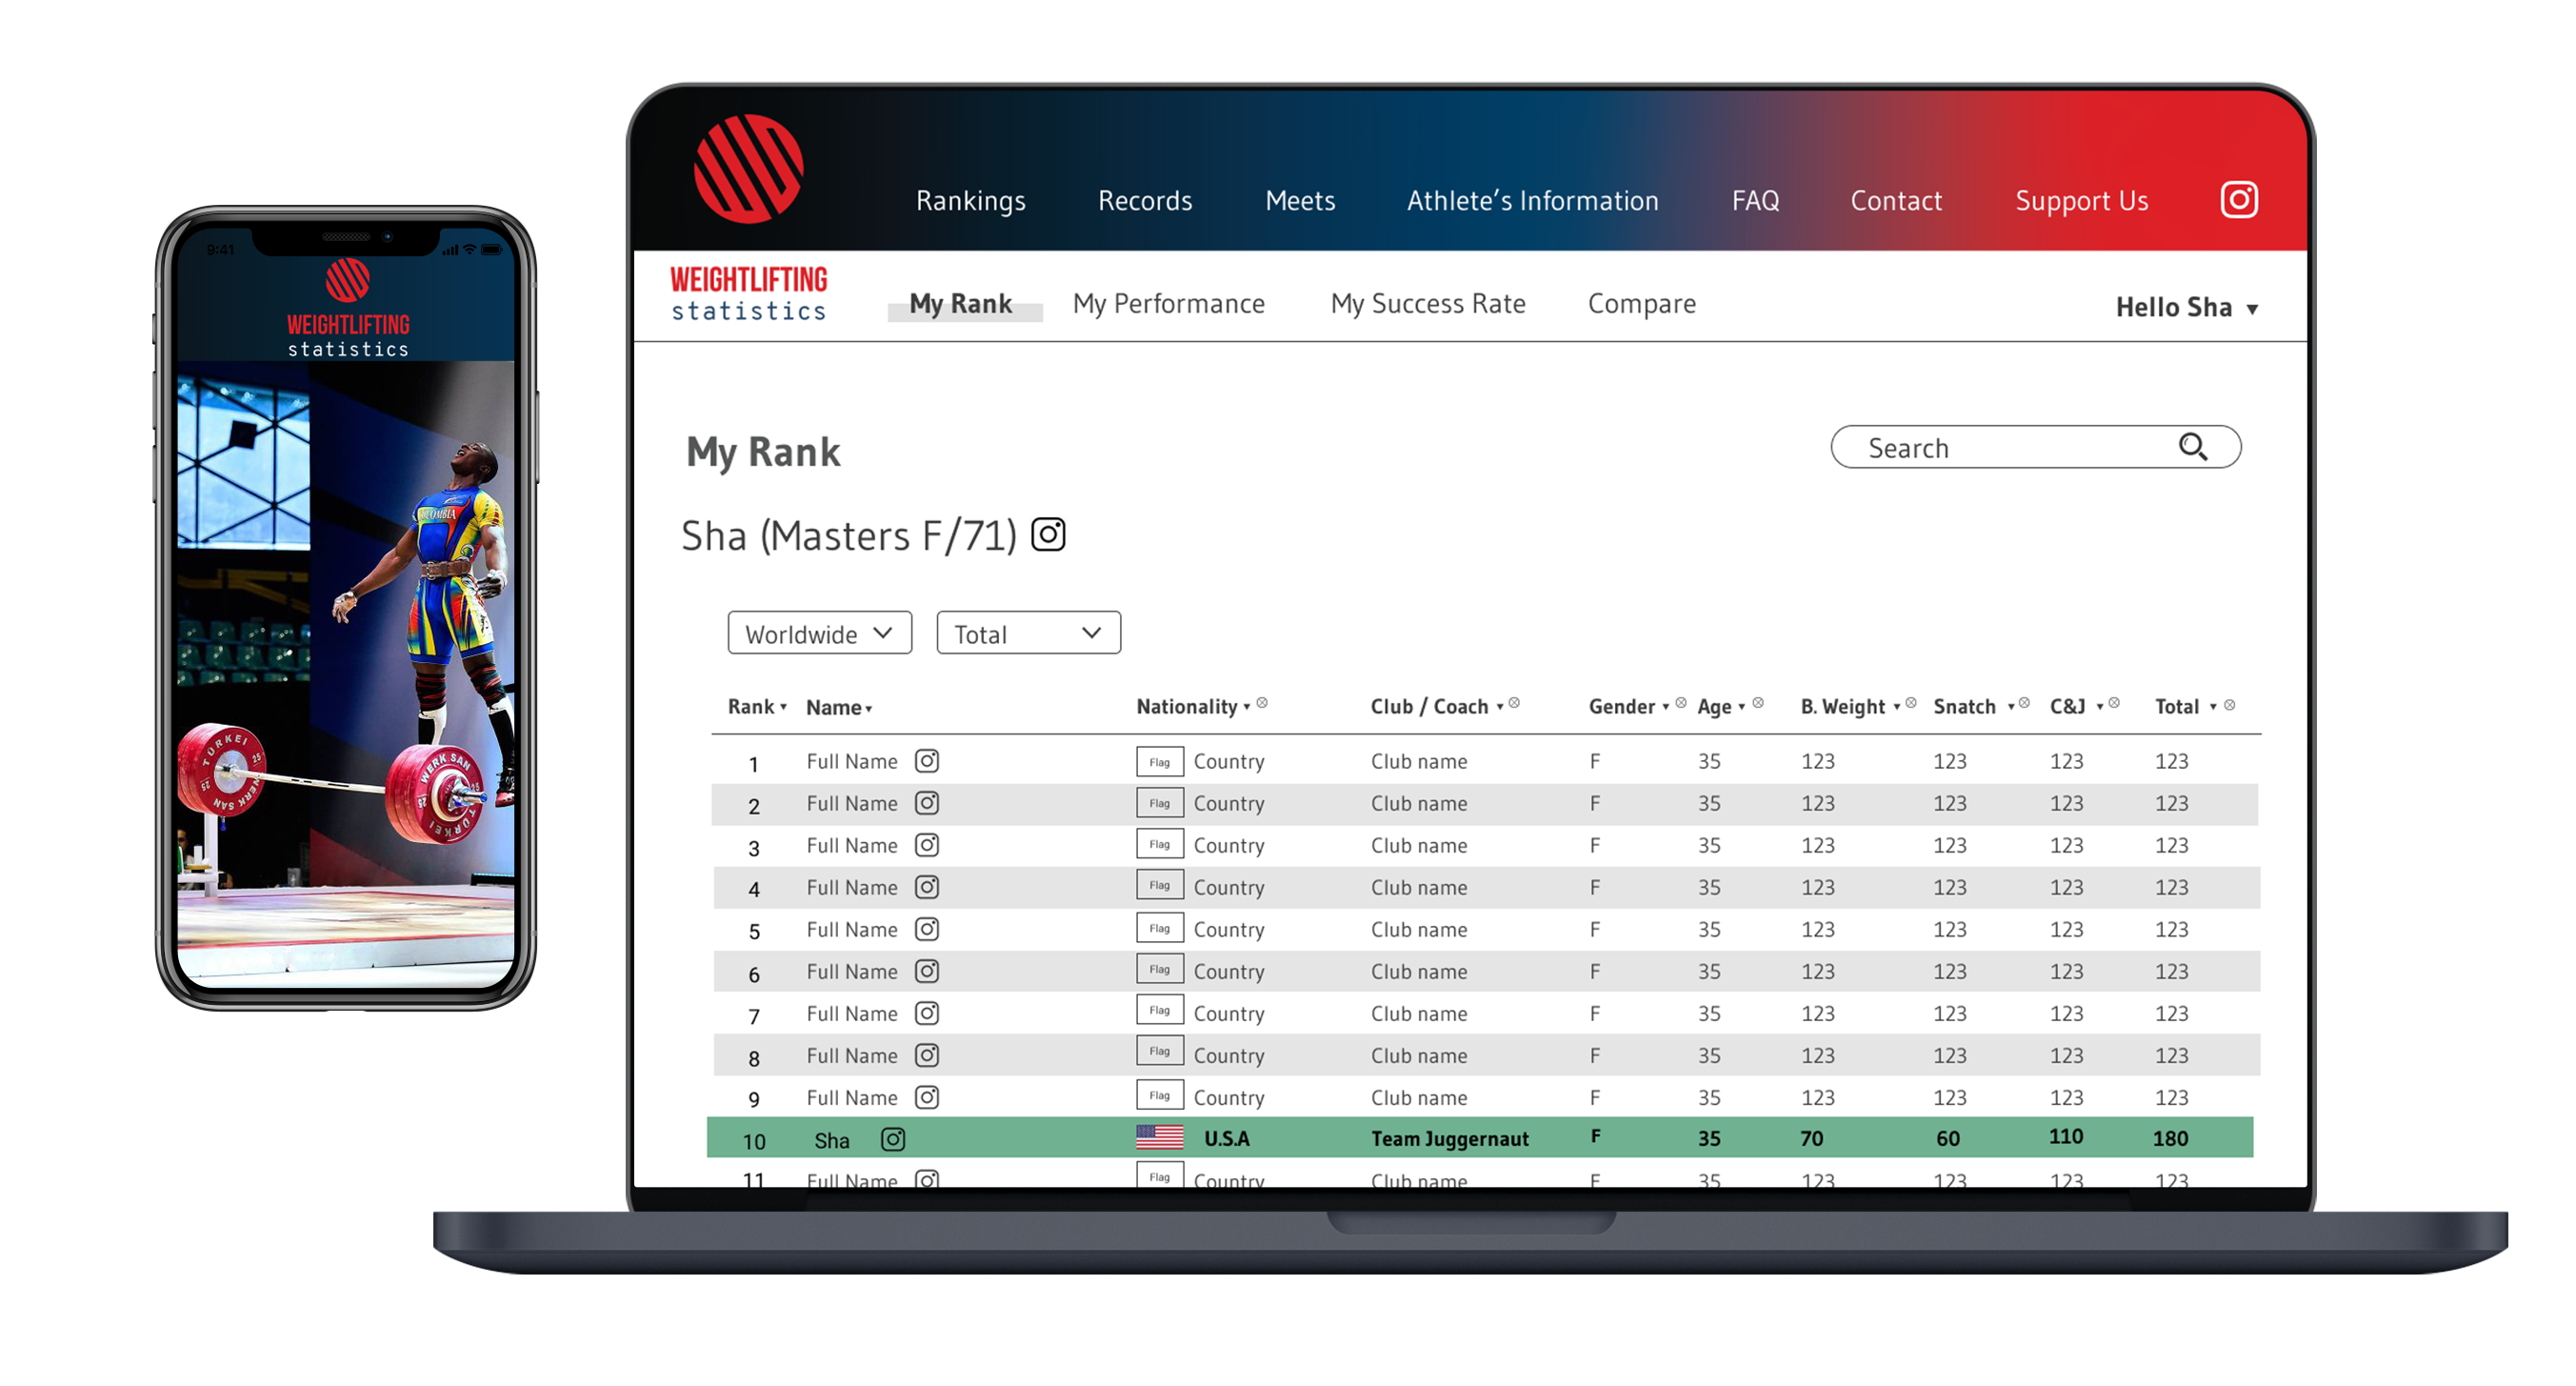 9:41
WEIGHTLIFTING
statistics
COLOMBIA
TÜRKEI
25
WERK SAN
25
WERK SAN
25
TÜRKEI
Rankings Records Meets Athlete’s Information FAQ Contact Support Us
WEIGHTLIFTING
statistics
My Rank My Performance My Success Rate Compare Hello Sha
My Rank
Search
Sha (Masters F/71)
Worldwide Total
Rank Name Nationality Club / Coach Gender Age B. Weight Snatch C&J Total
1 Full Name Flag Country Club name F 35 123 123 123 123
2 Full Name Flag Country Club name F 35 123 123 123 123
3 Full Name Flag Country Club name F 35 123 123 123 123
4 Full Name Flag Country Club name F 35 123 123 123 123
5 Full Name Flag Country Club name F 35 123 123 123 123
6 Full Name Flag Country Club name F 35 123 123 123 123
7 Full Name Flag Country Club name F 35 123 123 123 123
8 Full Name Flag Country Club name F 35 123 123 123 123
9 Full Name Flag Country Club name F 35 123 123 123 123
10 Sha U.S.A Team Juggernaut F 35 70 60 110 180
11 Full Name Flag Country Club name F 35 123 123 123 123